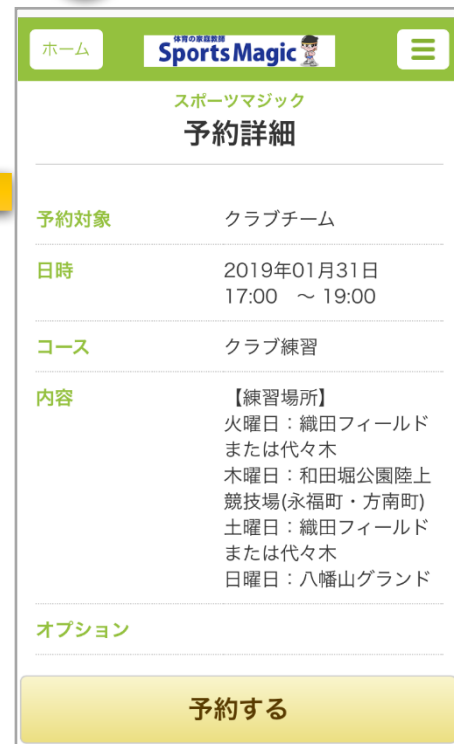 ホーム
体育の家庭教師
Sports Magic
スポーツマジック
予約詳細
予約対象 クラブチーム
日時 2019年01月31日
17:00 ～ 19:00
コース クラブ練習
内容 【練習場所】
火曜日：織田フィールド
または代々木
木曜日：和田堀公園陸上
競技場(永福町・方南町)
土曜日：織田フィールド
または代々木
日曜日：八幡山グランド
オプション
予約する